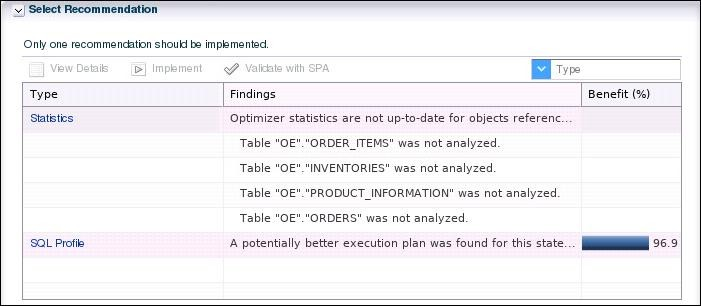 Select Recommendation
Only one recommendation should be implemented.
View Details Implement Validate with SPA Type
Type Findings Benefit (%)
Statistics Optimizer statistics are not up-to-date for objects referenc...
Table "OE"."ORDER_ITEMS" was not analyzed.
Table "OE"."INVENTORIES" was not analyzed.
Table "OE"."PRODUCT_INFORMATION" was not analyzed.
Table "OE"."ORDERS" was not analyzed.
SQL Profile A potentially better execution plan was found for this state... 96.9